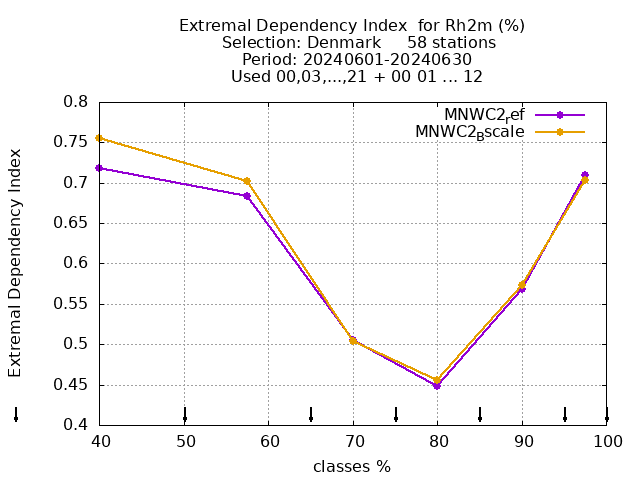 Extremal Dependency Index  for Rh2m (%)
Selection: Denmark     58 stations
Period: 20240601-20240630
Used 00,03,...,21 + 00 01 ... 12
MNWC2ref
MNWC2Bscale
Extremal Dependency Index
0.8
0.75
0.7
0.65
0.6
0.55
0.5
0.45
0.4
40 50 60 70 80 90 100
classes %